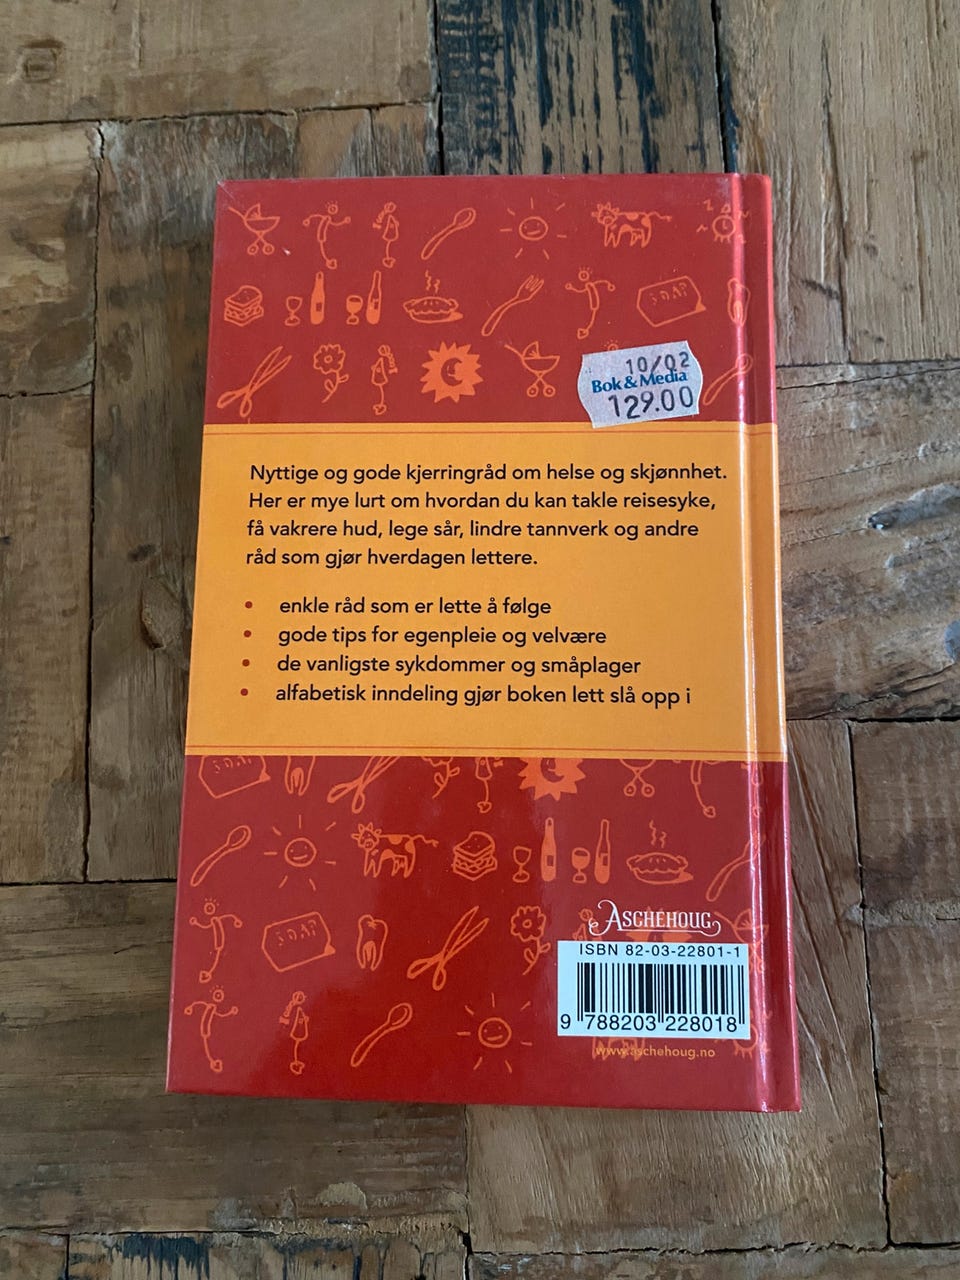 SOAP
10/02
Bok & Media
129.00
Nyttige og gode kjerringråd om helse og skjønnhet.
Her er mye lurt om hvordan du kan takle reisesyke,
få vakrere hud, lege sår, lindre tannverk og andre
råd som gjør hverdagen lettere.
• enkle råd som er lette å følge
• gode tips for egenpleie og velvære
• de vanligste sykdommer og småplager
• alfabetisk inndeling gjør boken lett slå opp i
SOAP
SOAP
ASCHEHOUG
ISBN 82-03-22801-1
9 788203 228018
www.aschehoug.no